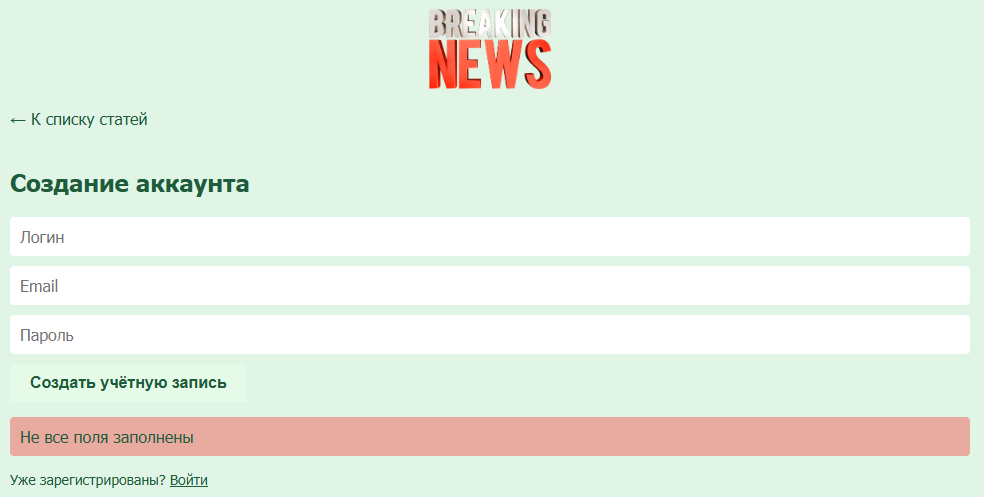 BREAKING
NEWS
← К списку статей
Создание аккаунта
Логин
Email
Пароль
Создать учётную запись
Не все поля заполнены
Уже зарегистрированы? Войти